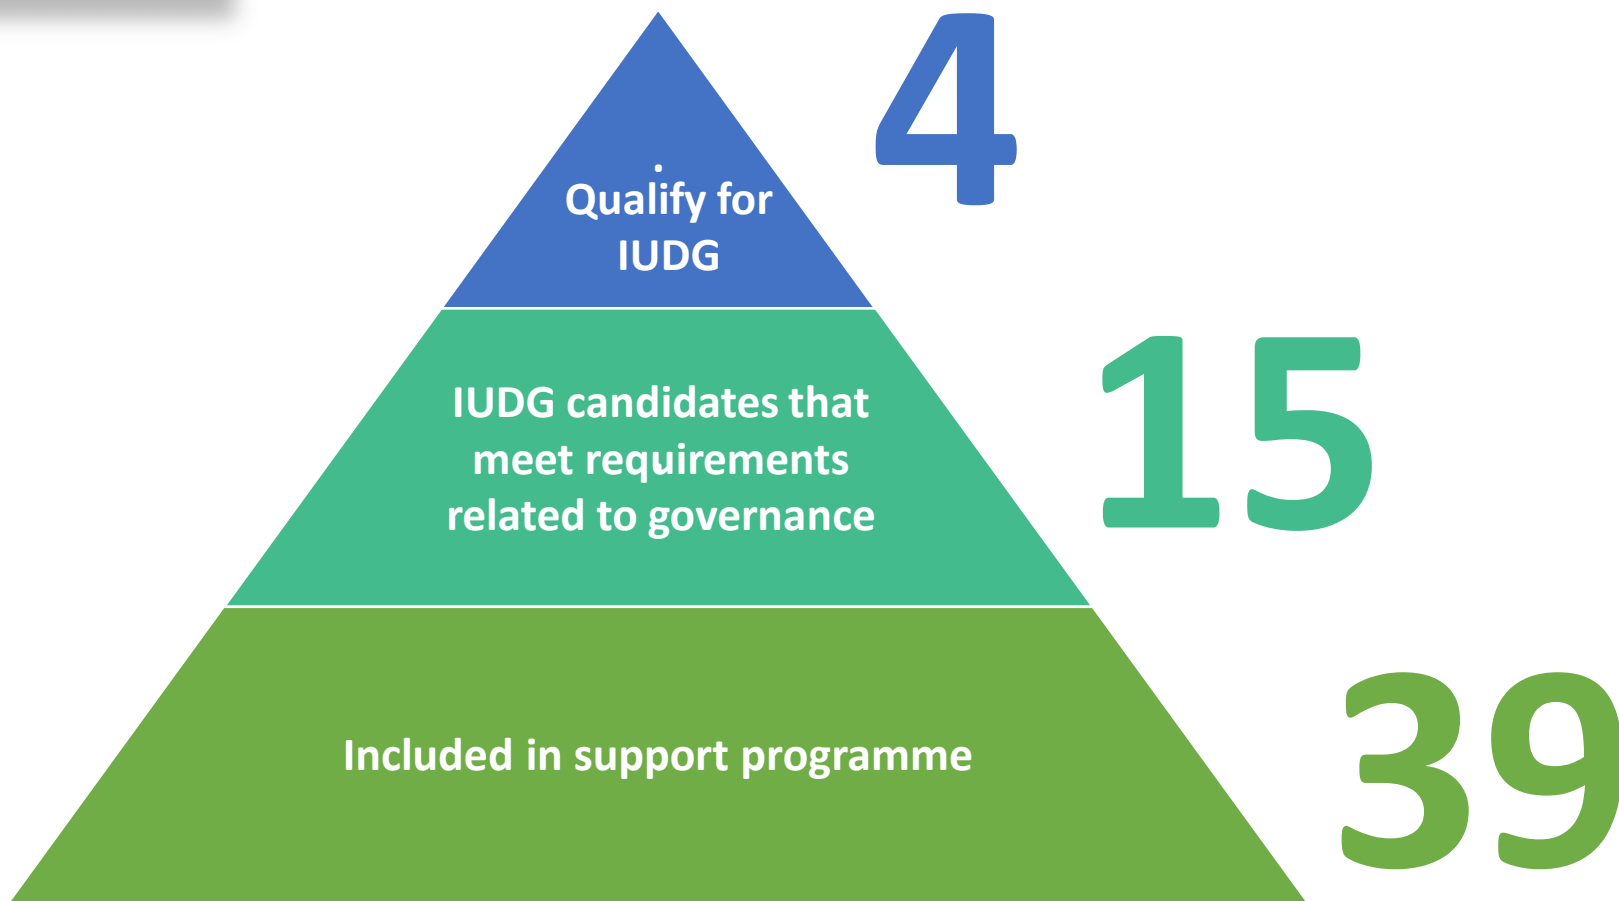 4
.
Qualify for
IUDG
15
IUDG candidates that
meet requirements
related to governance
39
Included in support programme